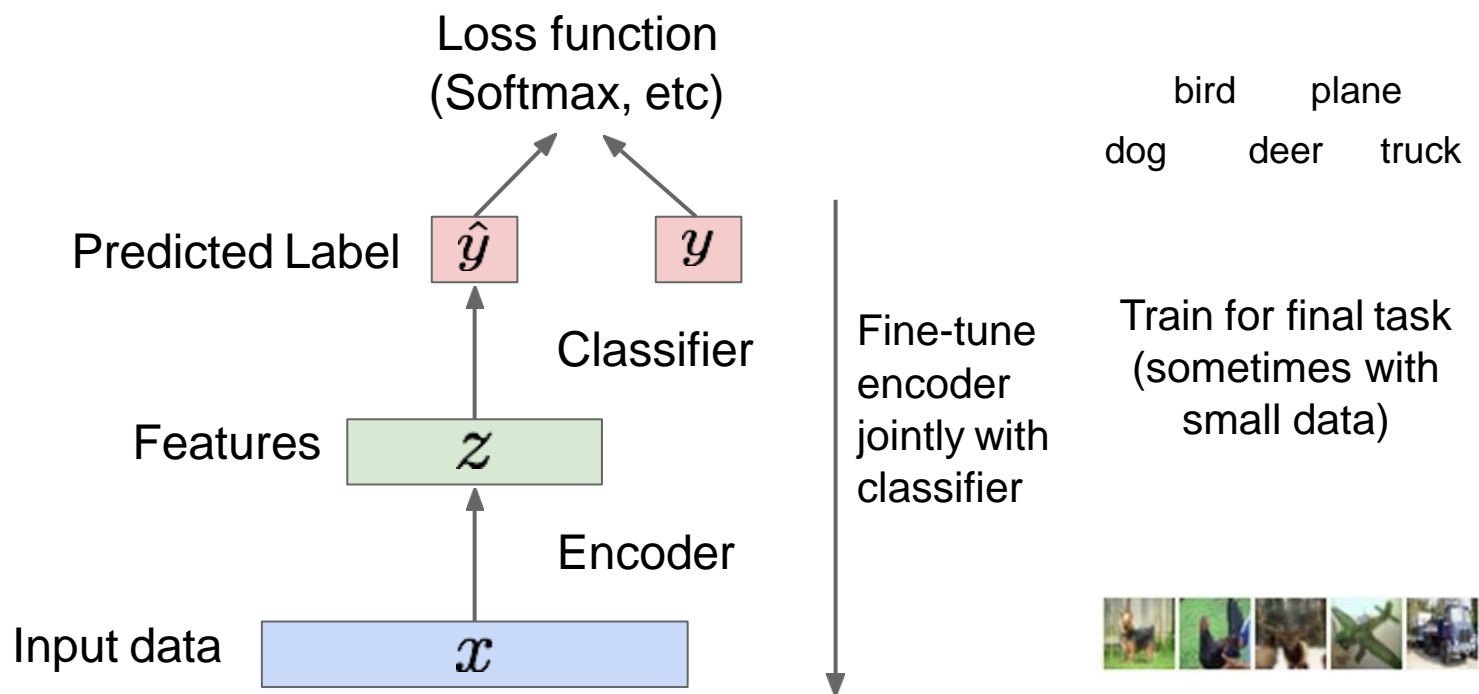 Loss function
(Softmax, etc)
bird plane
dog deer truck
Predicted Label
ŷ
y
Classifier
Fine-tune
encoder
jointly with
classifier
Train for final task
(sometimes with
small data)
Features
z
Encoder
Input data
x